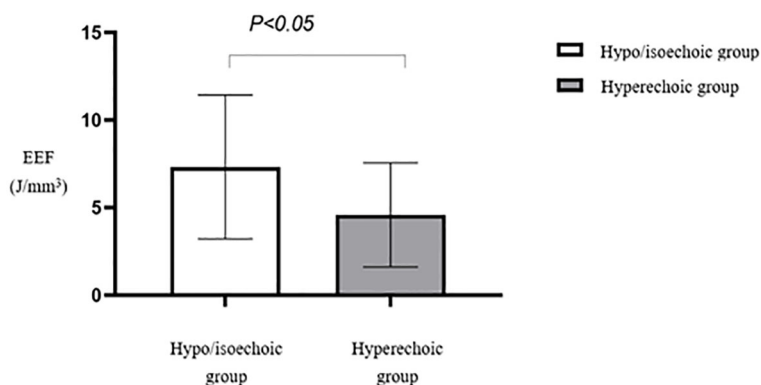 P<0.05
15
10
5
0
EEF
(J/mm³)
Hypo/isoechoic
group
Hyperechoic
group
Hypo/isoechoic group
Hyperechoic group